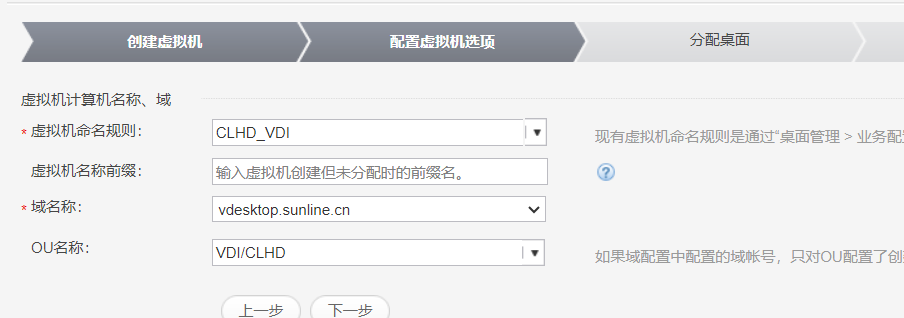 创建虚拟机
配置虚拟机选项
分配桌面
虚拟机计算机名称、域
* 虚拟机命名规则：
CLHD_VDI
现有虚拟机命名规则是通过“桌面管理 > 业务配
虚拟机名称前缀：
输入虚拟机创建但未分配时的前缀名。
?
* 域名称：
vdesktop.sunline.cn
OU名称：
VDI/CLHD
如果域配置中配置的域帐号，只对OU配置了创
上一步
下一步